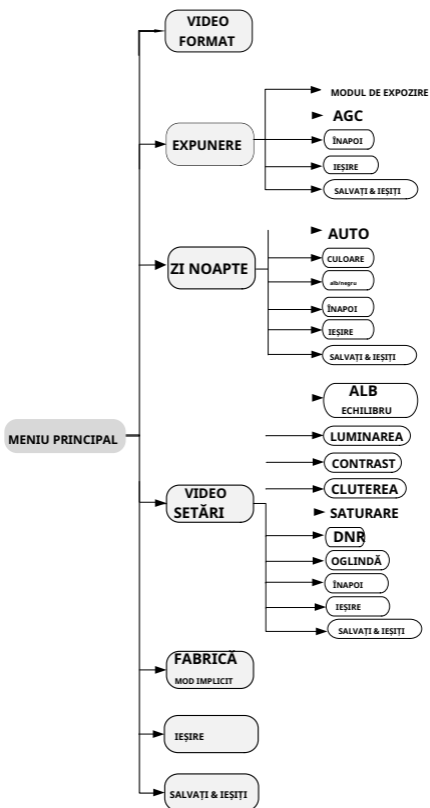 VIDEO
FORMAT
MODUL DE EXPOZIRE
AGC
EXPUNERE
ÎNAPOI
IEȘIRE
SALVAȚI & IEȘIȚI
AUTO
CULOARE
ZI NOAPTE
alb/negru
ÎNAPOI
IEȘIRE
SALVAȚI & IEȘIȚI
ALB
ECHILIBRU
MENIU PRINCIPAL
LUMINAREA
CONTRAST
CLUTEREA
VIDEO
SETĂRI
SATURARE
DNR
OGLINDĂ
ÎNAPOI
IEȘIRE
SALVAȚI & IEȘIȚI
FABRICĂ
MOD IMPLICIT
IEȘIRE
SALVAȚI & IEȘIȚI